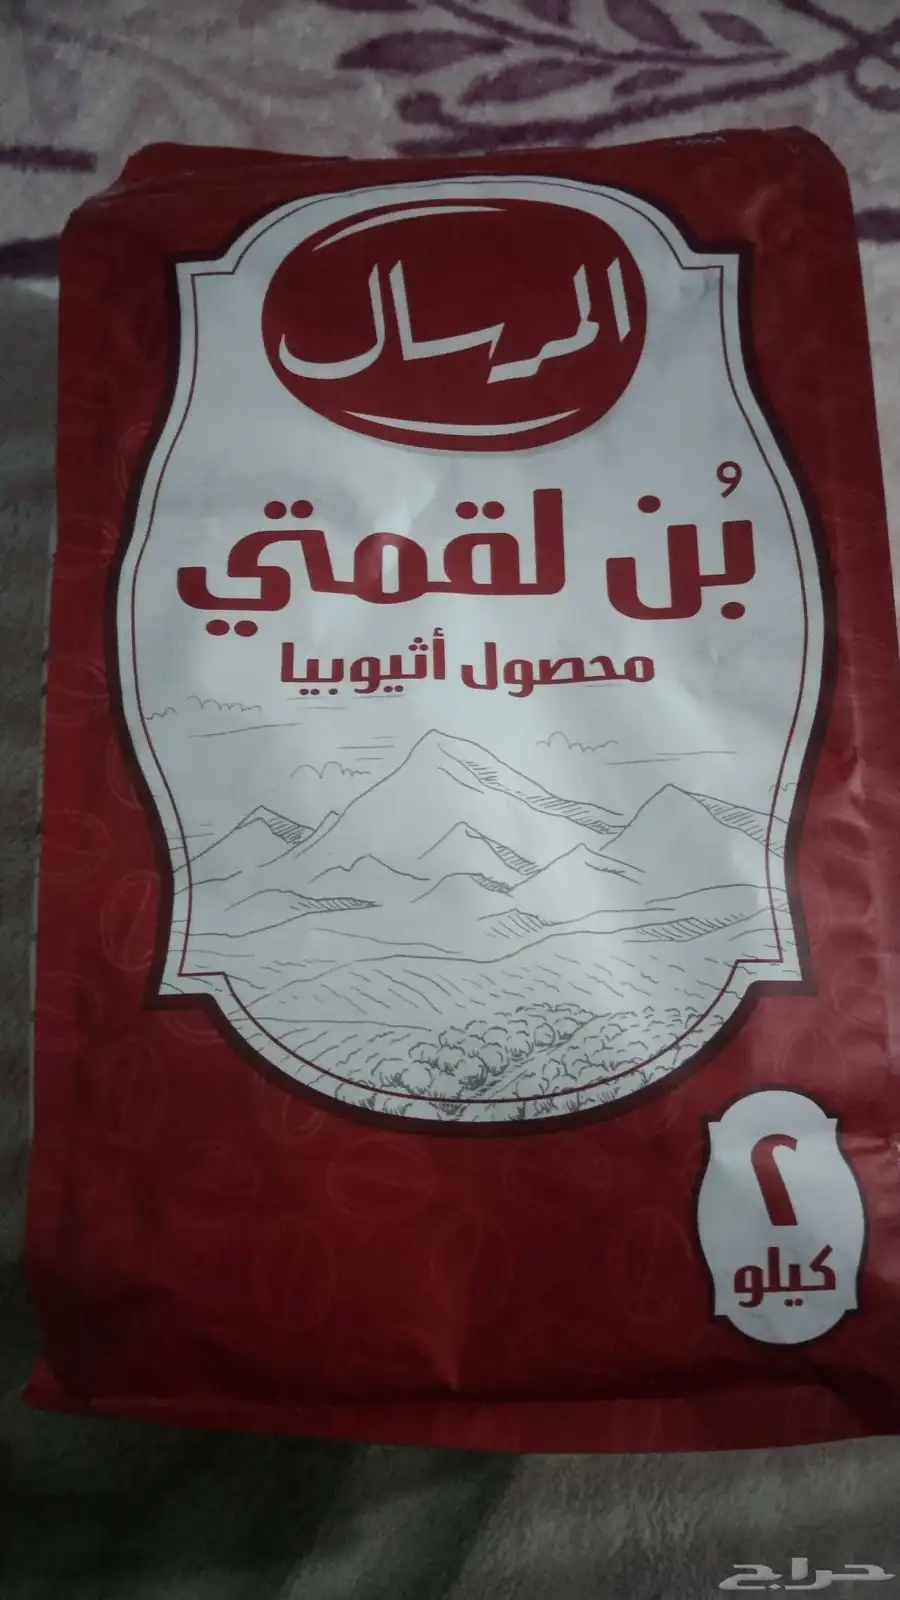 المرسال
بُن لقمتي
محصول أثيوبيا
٢
كيلو
حراج